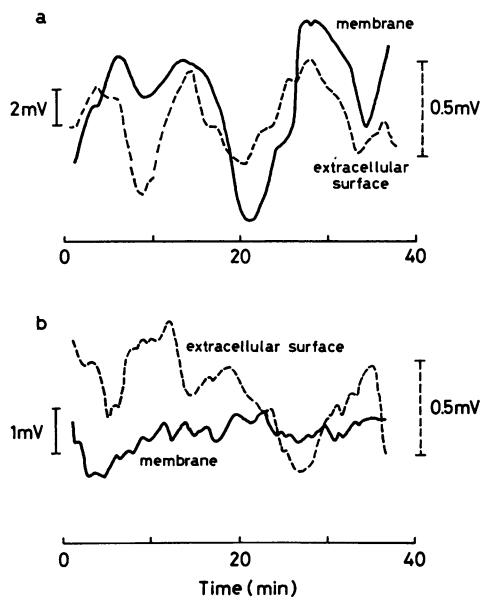 a
membrane
2mV
0.5mV
extracellular
surface
0
20
40
b
extracellular surface
1mV
0.5mV
membrane
0
20
40
Time (min)